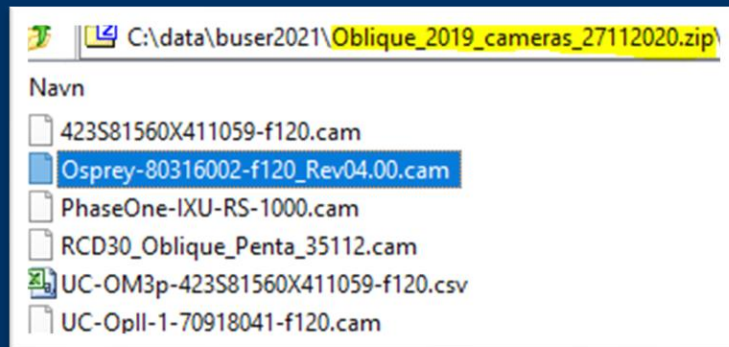 C:\data\buser2021\Oblique_2019_cameras_27112020.zip\
Navn
423S81560X411059-f120.cam
Osprey-80316002-f120_Rev04.00.cam
PhaseOne-IXU-RS-1000.cam
RCD30_Oblique_Penta_35112.cam
UC-OM3p-423S81560X411059-f120.csv
UC-OpII-1-70918041-f120.cam